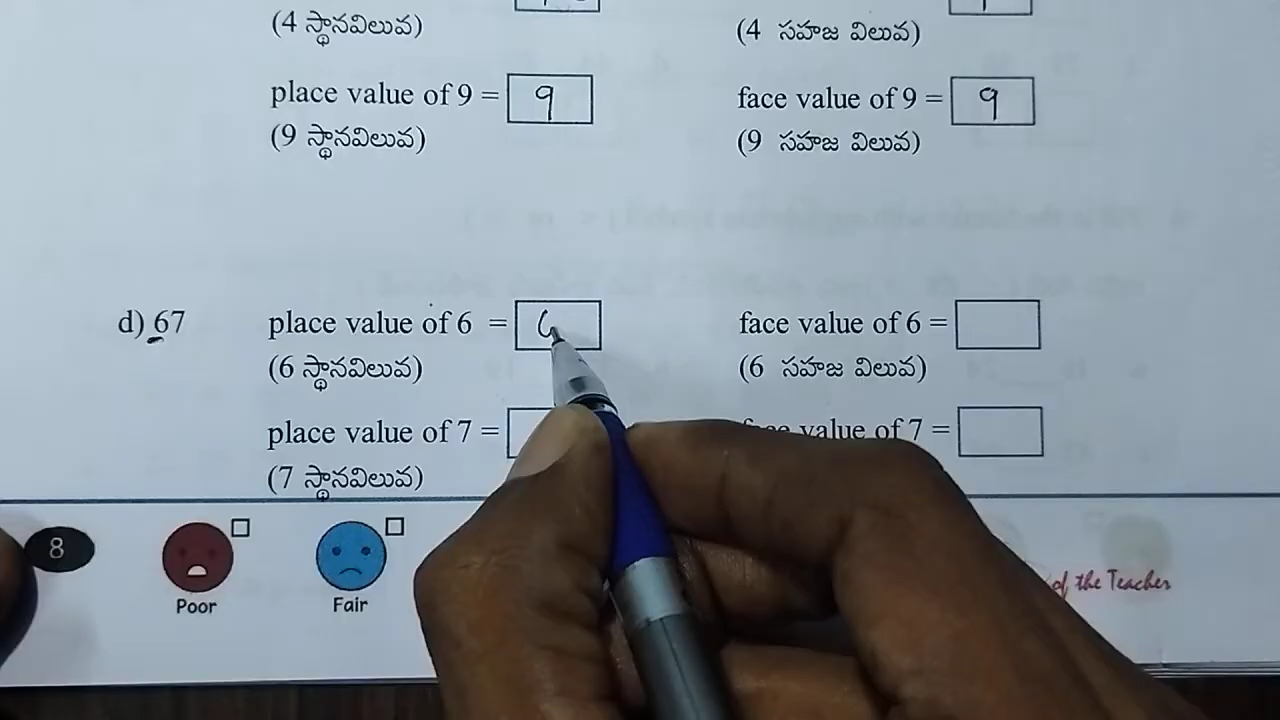 (4 స్థానవిలువ) (4 సహజ విలువ)
place value of 9 = 9 face value of 9 = 9
(9 స్థానవిలువ) (9 సహజ విలువ)
d) 67 place value of 6 = face value of 6 =
(6 స్థానవిలువ) (6 సహజ విలువ)
place value of 7 = face value of 7 =
(7 స్థానవిలువ)
8 Poor Fair of the Teacher